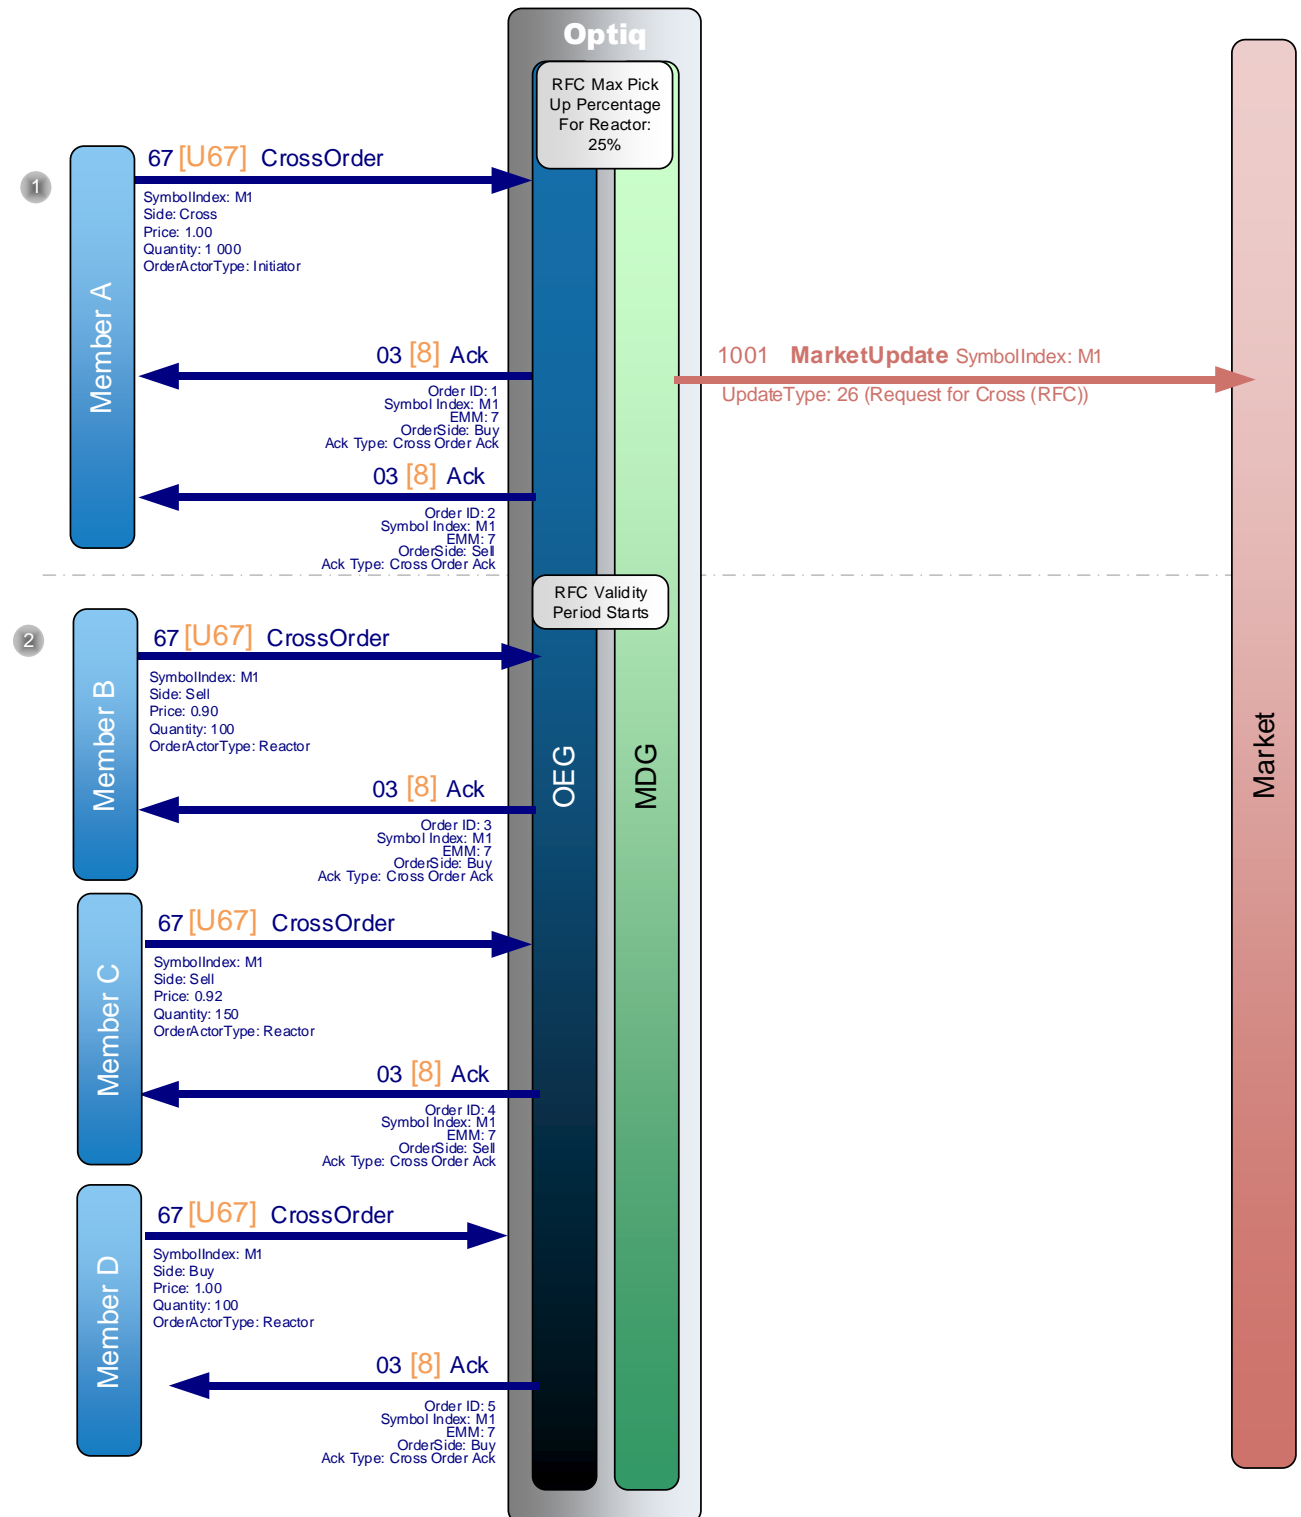 Optiq
RFC Max Pick
Up Percentage
For Reactor:
25%
1
Member A
67 [U67] CrossOrder
SymbolIndex: M1
Side: Cross
Price: 1.00
Quantity: 1 000
OrderActorType: Initiator
03 [8] Ack
Order ID: 1
Symbol Index: M1
EMM: 7
OrderSide: Buy
Ack Type: Cross Order Ack
1001 MarketUpdate SymbolIndex: M1
UpdateType: 26 (Request for Cross (RFC))
03 [8] Ack
Order ID: 2
Symbol Index: M1
EMM: 7
OrderSide: Sell
Ack Type: Cross Order Ack
RFC Validity
Period Starts
2
Member B
67 [U67] CrossOrder
SymbolIndex: M1
Side: Sell
Price: 0.90
Quantity: 100
OrderActorType: Reactor
03 [8] Ack
Order ID: 3
Symbol Index: M1
EMM: 7
OrderSide: Buy
Ack Type: Cross Order Ack
OEG
MDG
Market
Member C
67 [U67] CrossOrder
SymbolIndex: M1
Side: Sell
Price: 0.92
Quantity: 150
OrderActorType: Reactor
03 [8] Ack
Order ID: 4
Symbol Index: M1
EMM: 7
OrderSide: Sell
Ack Type: Cross Order Ack
Member D
67 [U67] CrossOrder
SymbolIndex: M1
Side: Buy
Price: 1.00
Quantity: 100
OrderActorType: Reactor
03 [8] Ack
Order ID: 5
Symbol Index: M1
EMM: 7
OrderSide: Buy
Ack Type: Cross Order Ack